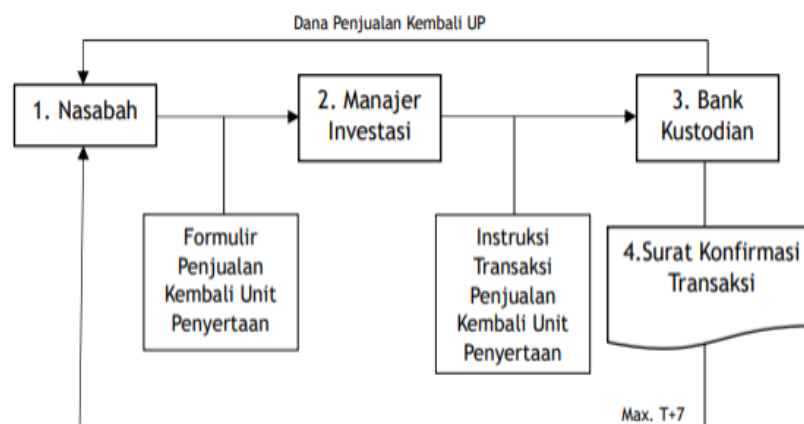 Dana Penjualan Kembali UP
1. Nasabah
2. Manajer
Investasi
3. Bank
Kustodian
Formulir
Penjualan
Kembali Unit
Penyertaan
Instruksi
Transaksi
Penjualan
Kembali Unit
Penyertaan
4.Surat Konfirmasi
Transaksi
Max. T+7